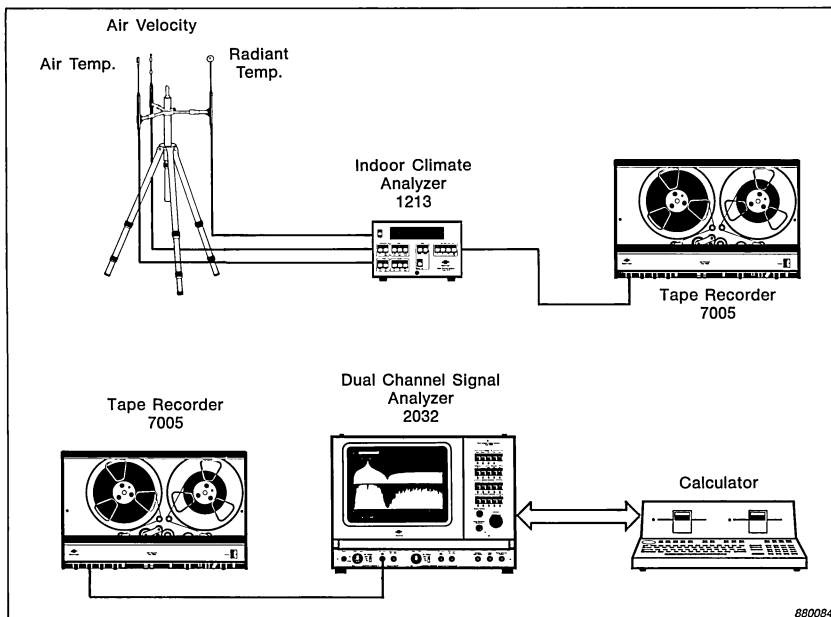 Air Velocity
Air Temp.
Radiant
Temp.
Indoor Climate
Analyzer
1213
Tape Recorder
7005
Dual Channel Signal
Analyzer
2032
Tape Recorder
7005
Calculator
880084